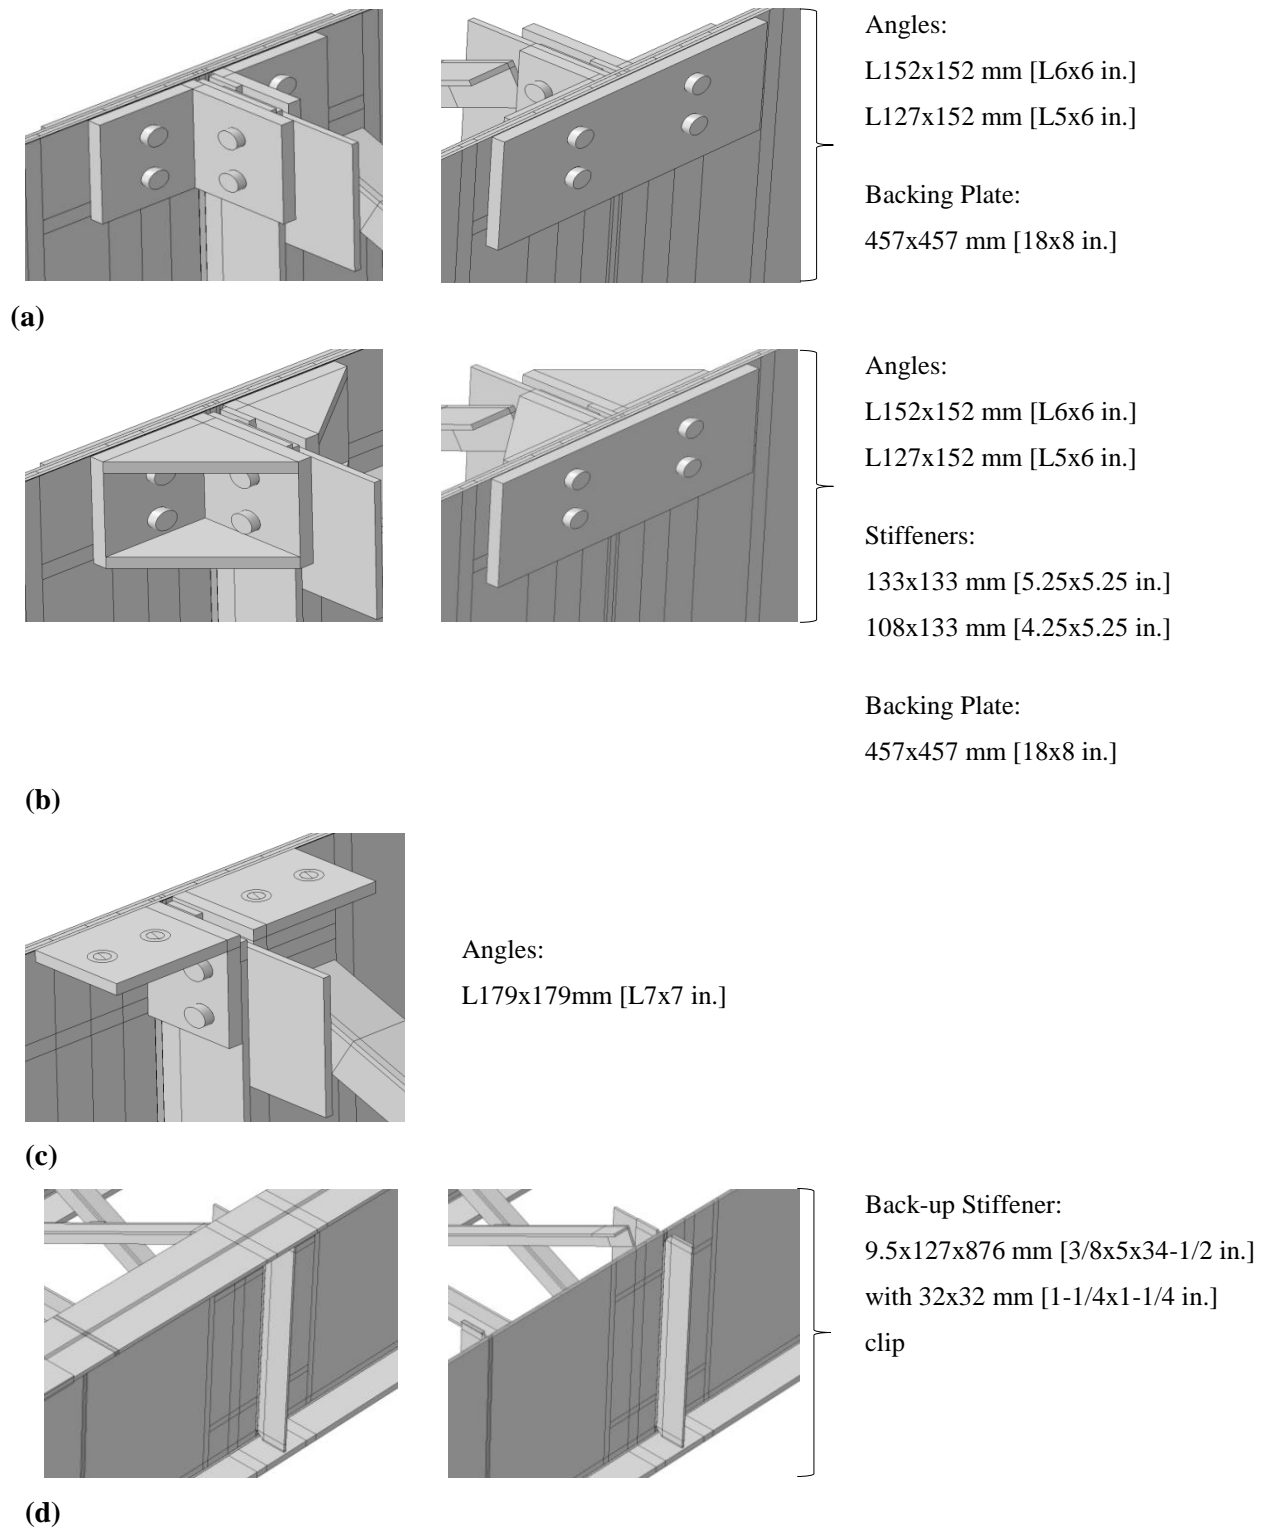 Angles:
L152x152 mm [L6x6 in.]
L127x152 mm [L5x6 in.]
Backing Plate:
457x457 mm [18x8 in.]
(a)
Angles:
L152x152 mm [L6x6 in.]
L127x152 mm [L5x6 in.]
Stiffeners:
133x133 mm [5.25x5.25 in.]
108x133 mm [4.25x5.25 in.]
Backing Plate:
457x457 mm [18x8 in.]
(b)
Angles:
L179x179mm [L7x7 in.]
(c)
Back-up Stiffener:
9.5x127x876 mm [3/8x5x34-1/2 in.]
with 32x32 mm [1-1/4x1-1/4 in.]
clip
(d)